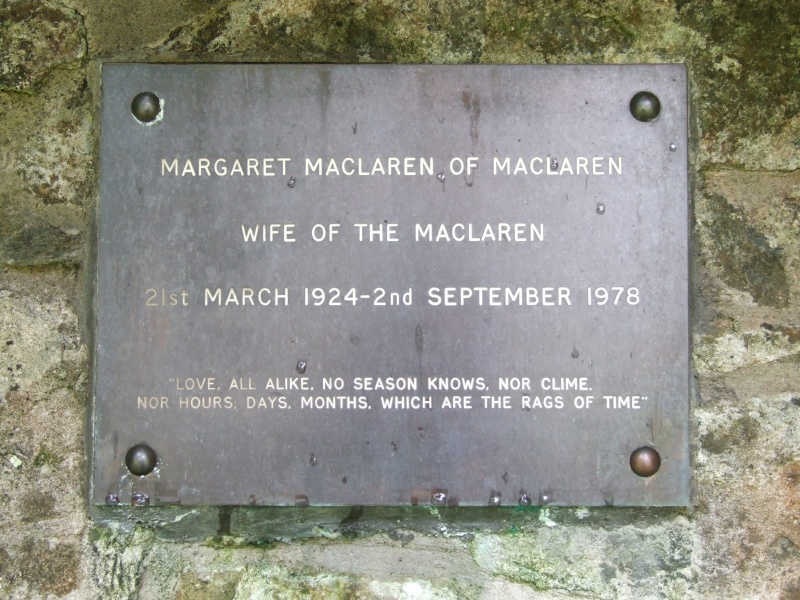 MARGARET MACLAREN OF MACLAREN
WIFE OF THE MACLAREN
21st MARCH 1924-2nd SEPTEMBER 1978
"LOVE, ALL ALIKE, NO SEASON KNOWS, NOR CLIME,
NOR HOURS, DAYS, MONTHS, WHICH ARE THE RAGS OF TIME"